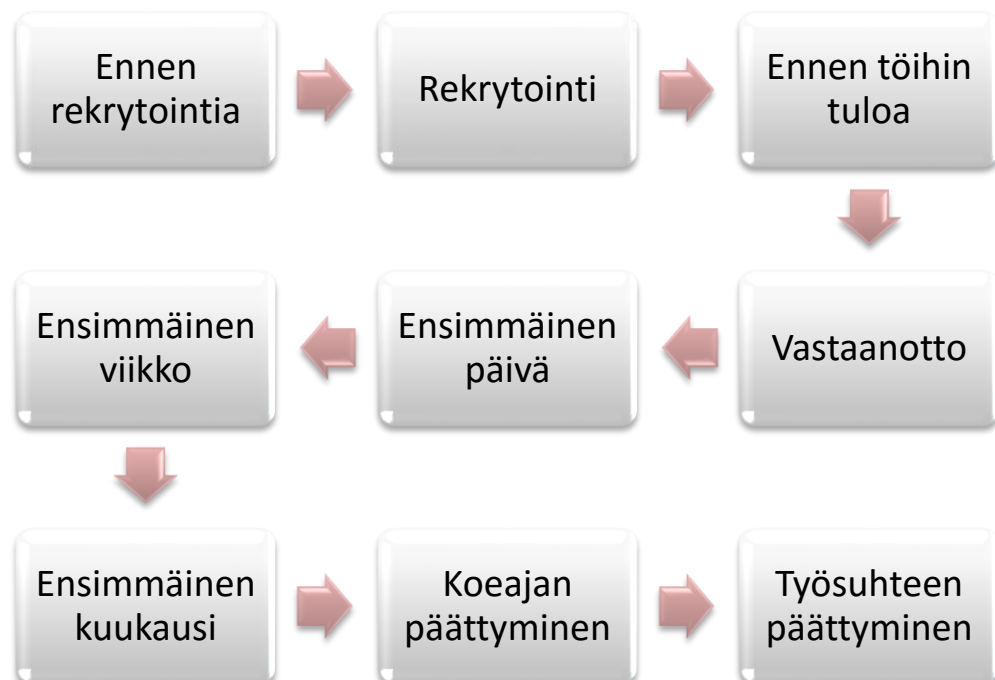 Ennen
rekrytointia
Rekrytointi
Ennen töihin
tuloa
Vastaanotto
Ensimmäinen
päivä
Ensimmäinen
viikko
Ensimmäinen
kuukausi
Koeajan
päättyminen
Työsuhteen
päättyminen